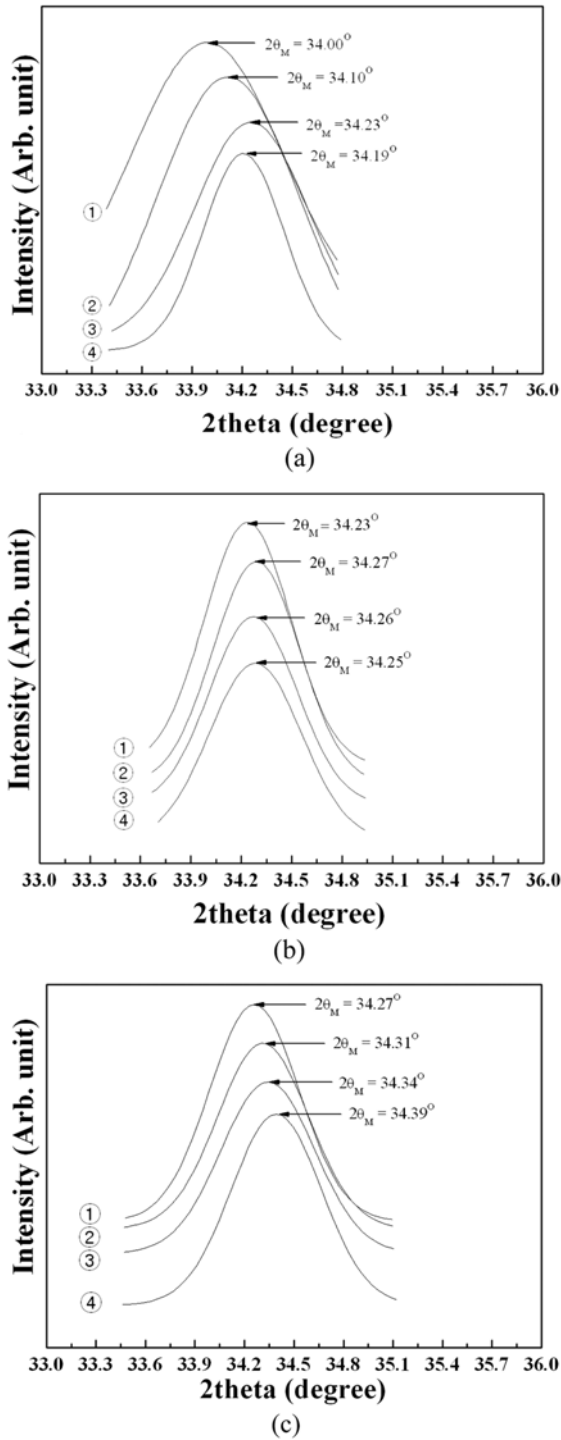 Intensity (Arb. unit)
2θM = 34.00°
2θM = 34.10°
2θM =34.23°
2θM = 34.19°
①
②
③
④
33.0 33.3 33.6 33.9 34.2 34.5 34.8 35.1 35.4 35.7 36.0
2theta (degree)
(a)
Intensity (Arb. unit)
2θM = 34.23°
2θM = 34.27°
2θM = 34.26°
2θM = 34.25°
①
②
③
④
33.0 33.3 33.6 33.9 34.2 34.5 34.8 35.1 35.4 35.7 36.0
2theta (degree)
(b)
Intensity (Arb. unit)
2θM = 34.27°
2θM = 34.31°
2θM = 34.34°
2θM = 34.39°
①
②
③
④
33.0 33.3 33.6 33.9 34.2 34.5 34.8 35.1 35.4 35.7 36.0
2theta (degree)
(c)